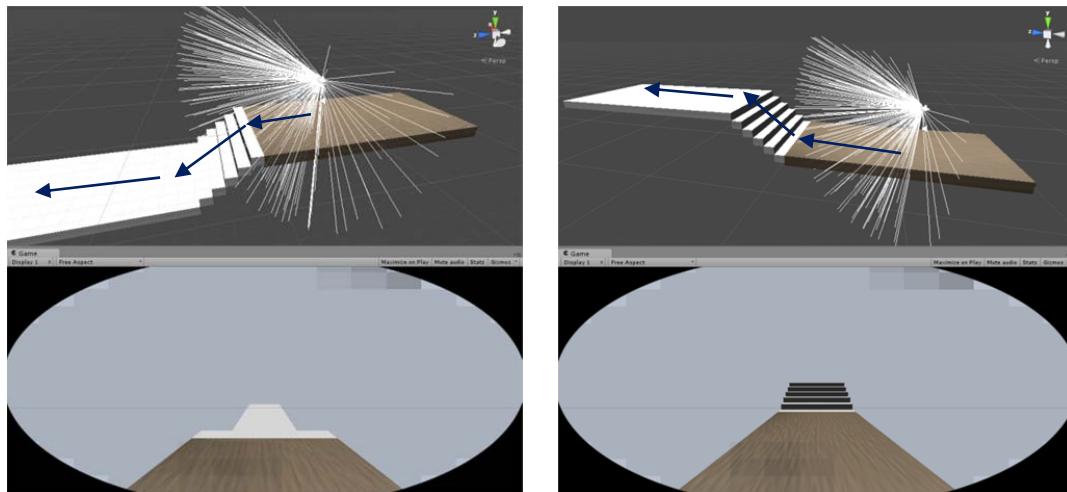 y
x
z
< Persp
Game
Display 1 Free Aspect Maximize on Play Mute audio Stats Gizmos
y
z
< Persp
Game
Display 1 Free Aspect Maximize on Play Mute audio Stats Gizmos